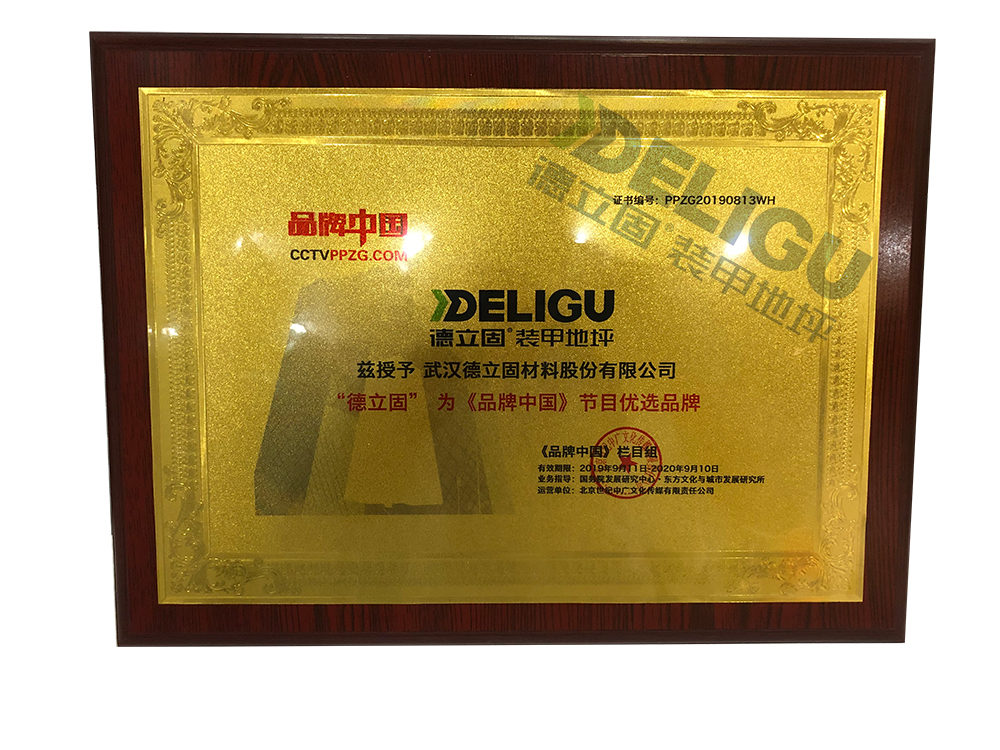 证书编号：PPZG20190813WH
品牌中国
CCTVPPZG.COM
DELIGU
德立固®装甲地坪
DELIGU
德立固®装甲地坪
兹授予 武汉德立固材料股份有限公司
“德立固” 为《品牌中国》节目优选品牌
《品牌中国》栏目组
有效期限：2019年9月11日-2020年9月10日
业务指导：国务院发展研究中心·东方文化与城市发展研究所
运营单位：北京世纪中广文化传媒有限责任公司